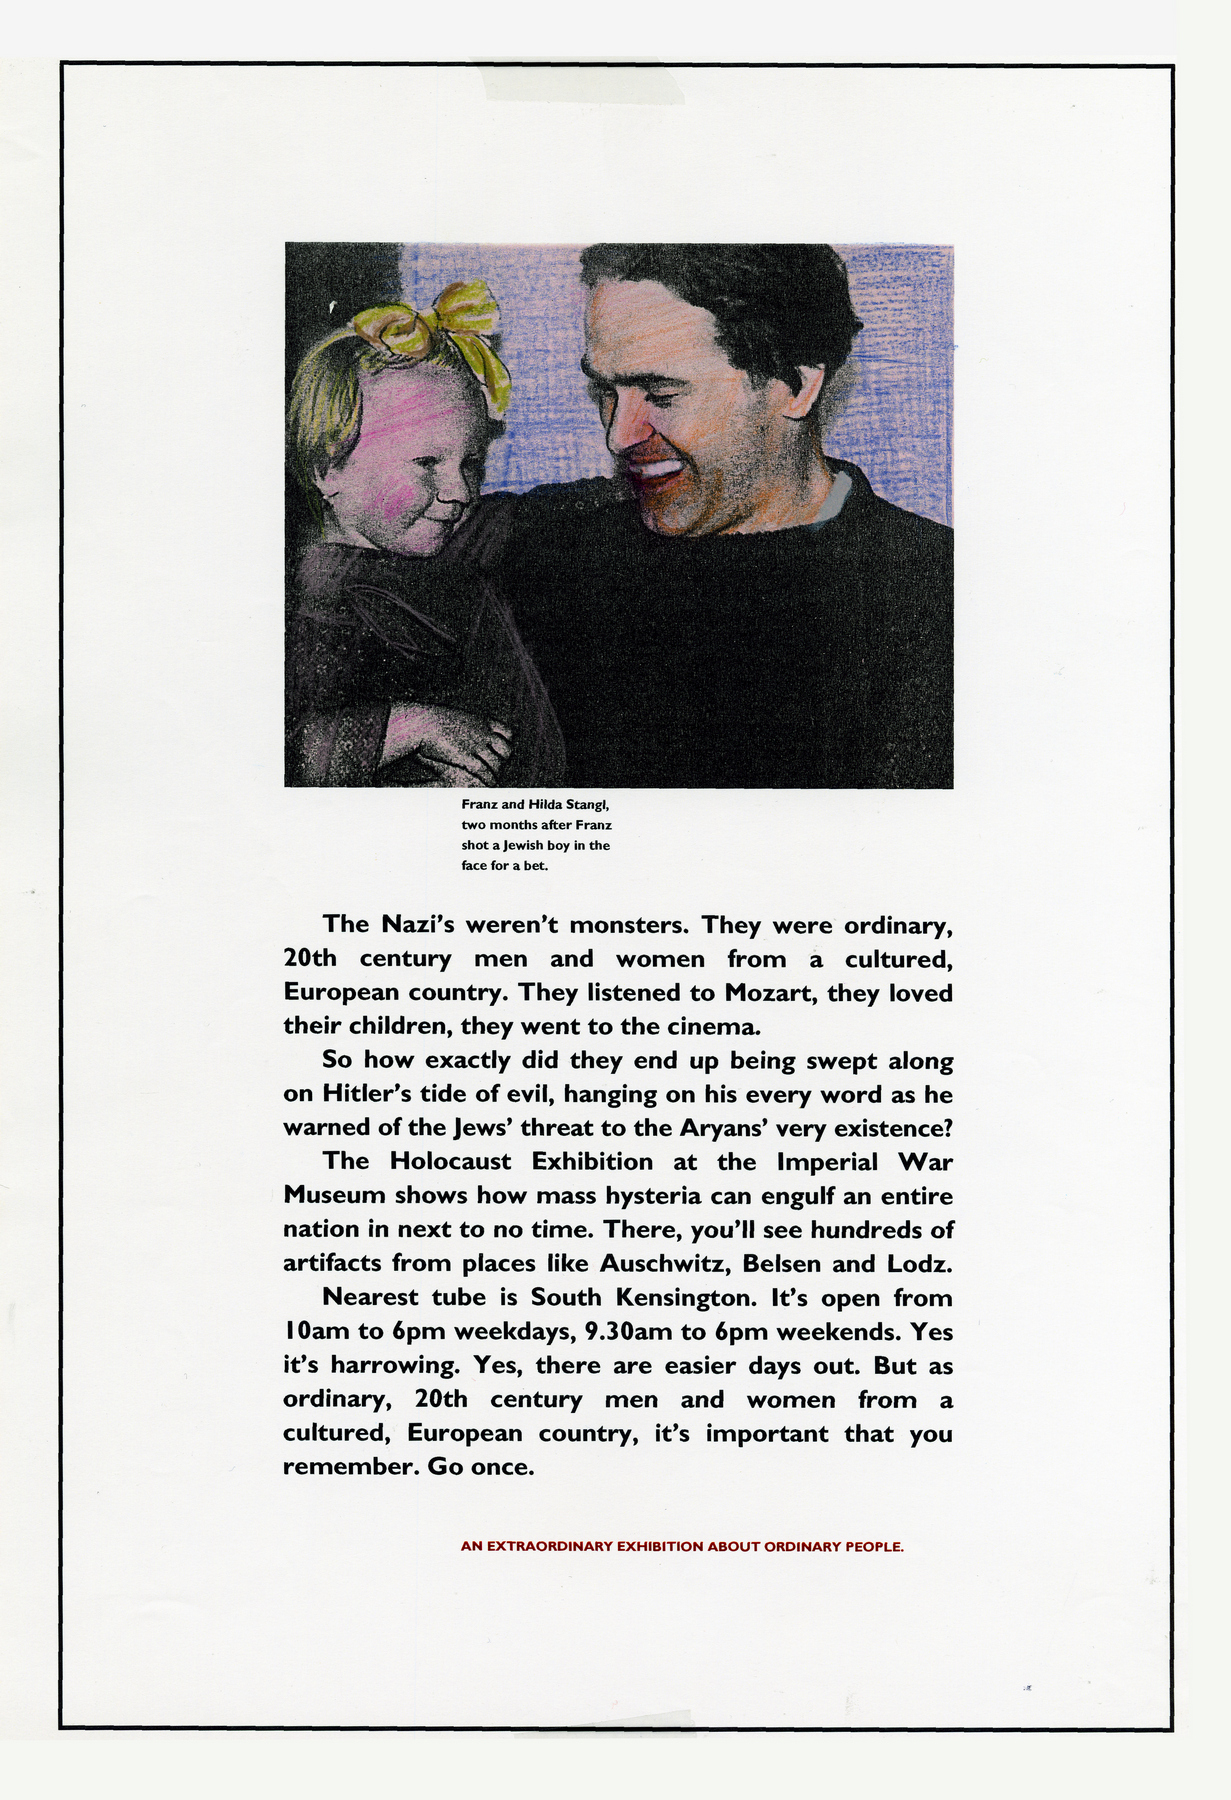 Franz and Hilda Stangl,
two months after Franz
shot a Jewish boy in the
face for a bet.
The Nazi's weren't monsters. They were ordinary,
20th century men and women from a cultured,
European country. They listened to Mozart, they loved
their children, they went to the cinema.
So how exactly did they end up being swept along
on Hitler's tide of evil, hanging on his every word as he
warned of the Jews' threat to the Aryans' very existence?
The Holocaust Exhibition at the Imperial War
Museum shows how mass hysteria can engulf an entire
nation in next to no time. There, you'll see hundreds of
artifacts from places like Auschwitz, Belsen and Lodz.
Nearest tube is South Kensington. It's open from
10am to 6pm weekdays, 9.30am to 6pm weekends. Yes
it's harrowing. Yes, there are easier days out. But as
ordinary, 20th century men and women from a
cultured, European country, it's important that you
remember. Go once.
AN EXTRAORDINARY EXHIBITION ABOUT ORDINARY PEOPLE.